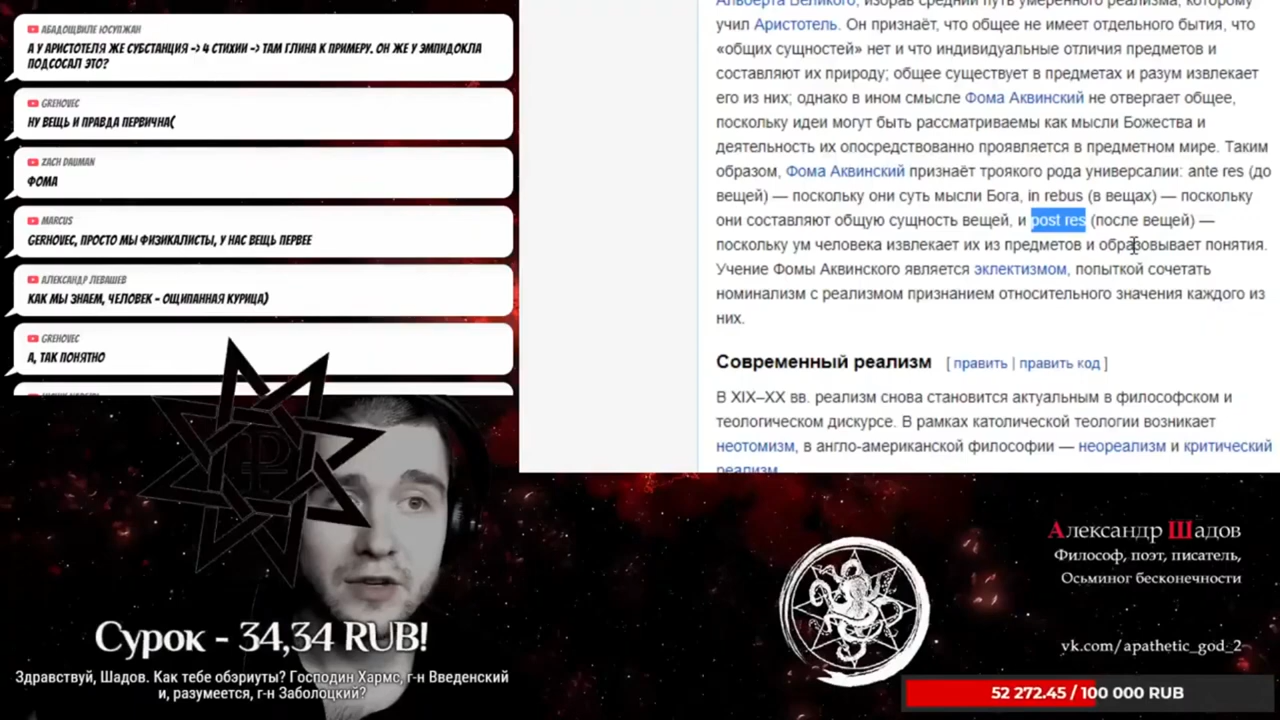 АБАДОЩВИЛЕ ЮСУПЖАН
А У АРИСТОТЕЛЯ ЖЕ СУБСТАНЦИЯ -> 4 СТИХИИ -> ТАМ ГЛИНА К ПРИМЕРУ. ОН ЖЕ У ЭМПИДОКЛА
ПОДСОСАЛ ЭТО?
GREHOVEC
НУ ВЕЩЬ И ПРАВДА ПЕРВИЧНА(
ZACH DAUMAN
ФОМА
MARCUS
GERHOVEC, ПРОСТО МЫ ФИЗИКАЛИСТЫ, У НАС ВЕЩЬ ПЕРВЕЕ
АЛЕКСАНДР ЛЕВАШЕВ
КАК МЫ ЗНАЕМ, ЧЕЛОВЕК - ОЩИПАННАЯ КУРИЦА)
GREHOVEC
А, ТАК ПОНЯТНО
Альберта Великого, избрав средний путь умеренного реализма, которому
учил Аристотель. Он признаёт, что общее не имеет отдельного бытия, что
«общих сущностей» нет и что индивидуальные отличия предметов и
составляют их природу; общее существует в предметах и разум извлекает
его из них; однако в ином смысле Фома Аквинский не отвергает общее,
поскольку идеи могут быть рассматриваемы как мысли Божества и
деятельность их опосредствованно проявляется в предметном мире. Таким
образом, Фома Аквинский признаёт троякого рода универсалии: ante res (до
вещей) — поскольку они суть мысли Бога, in rebus (в вещах) — поскольку
они составляют общую сущность вещей, и post res (после вещей) —
поскольку ум человека извлекает их из предметов и образовывает понятия.
Учение Фомы Аквинского является эклектизмом, попыткой сочетать
номинализм с реализмом признанием относительного значения каждого из
них.
Современный реализм [ править | править код ]
В XIX–XX вв. реализм снова становится актуальным в философском и
теологическом дискурсе. В рамках католической теологии возникает
неотомизм, в англо-американской философии — неореализм и критический
реализм
Сурок - 34,34 RUB!
Здравствуй, Шадов. Как тебе обэриуты? Господин Хармс, г-н Введенский
и, разумеется, г-н Заболоцкий?
Александр Шадов
Философ, поэт, писатель,
Осьминог бесконечности
vk.com/apathetic_god_2
52 272.45 / 100 000 RUB